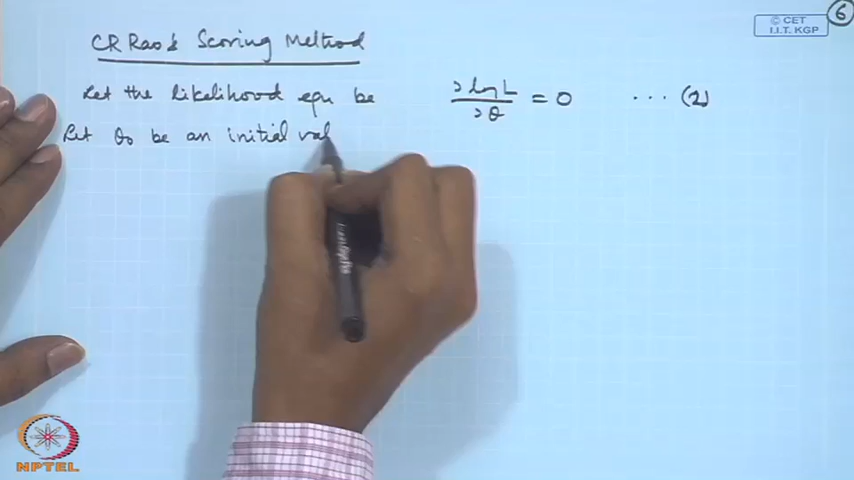 © CET
I.I.T. KGP
6
CR Rao's Scoring Method
Let the likelihood eqn be ∂ log L / ∂θ = 0 ... (2)
Let θ0 be an initial val
NPTEL